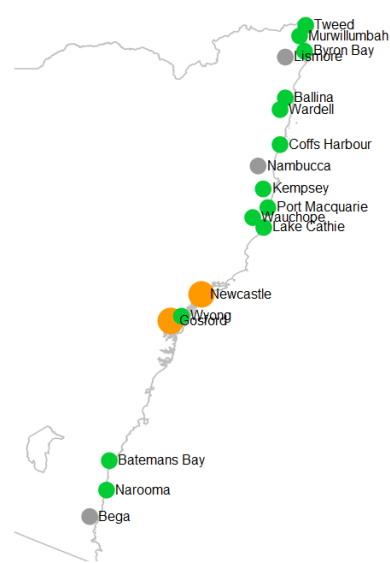 Tweed
Murwillumbah
Byron Bay
Lismore
Ballina
Wardell
Coffs Harbour
Nambucca
Kempsey
Port Macquarie
Wauchope
Lake Cathie
Newcastle
Wyong
Gosford
Batemans Bay
Narooma
Bega